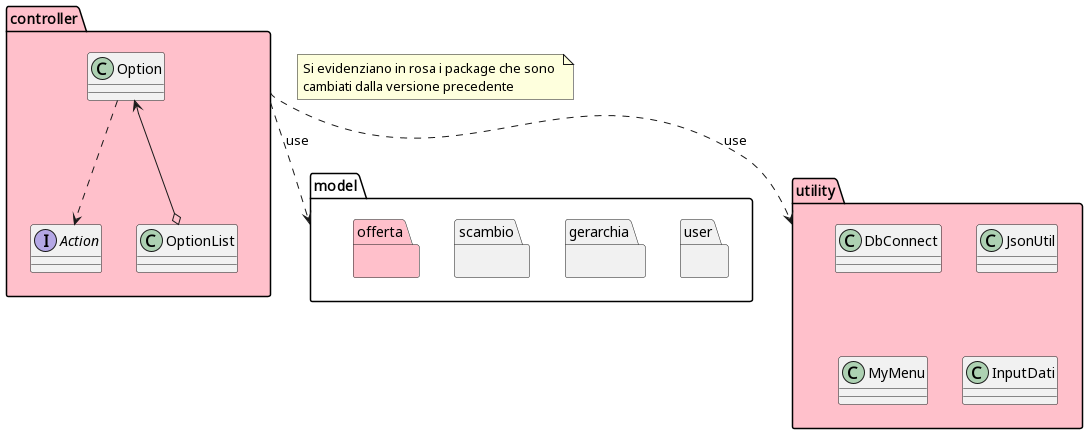 controller
C Option
Si evidenziano in rosa i package che sono
cambiati dalla versione precedente
use
use
I Action
C OptionList
model
offerta
scambio
gerarchia
user
utility
C DbConnect
C JsonUtil
C MyMenu
C InputDati